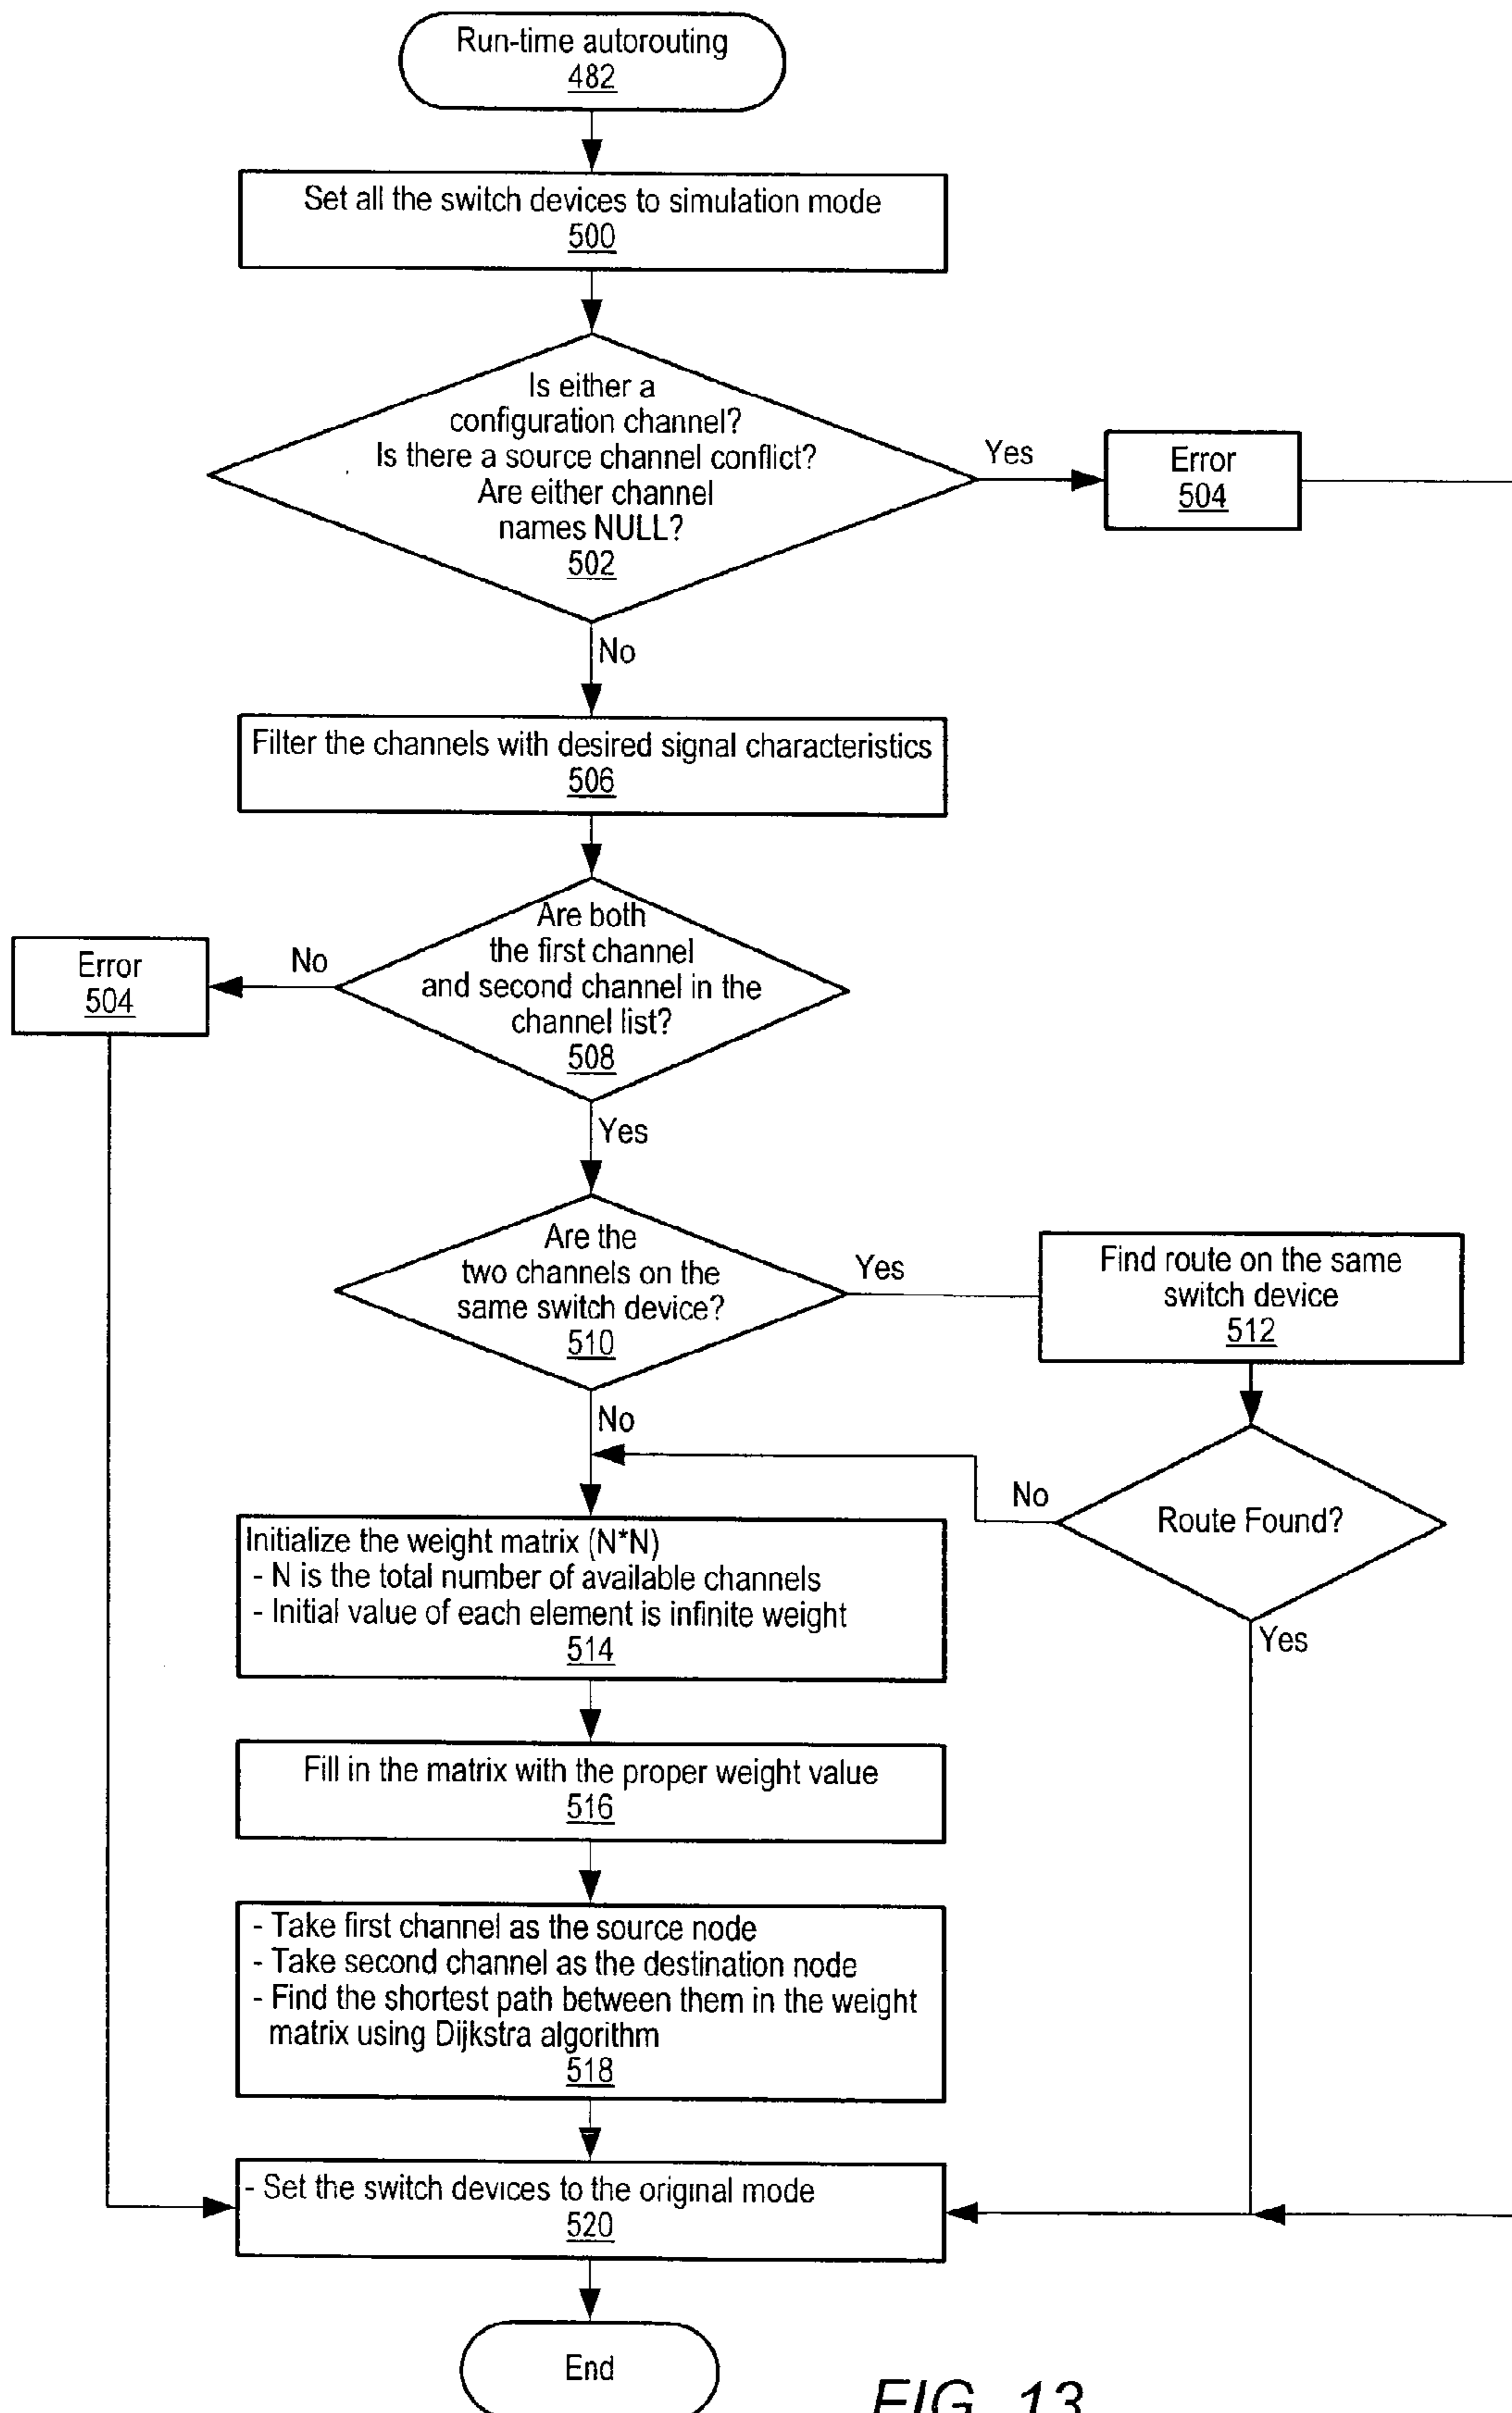 Run-time autorouting
482
Set all the switch devices to simulation mode
500
Is either a
configuration channel?
Is there a source channel conflict?
Are either channel
names NULL?
502
Yes
Error
504
No
Filter the channels with desired signal characteristics
506
Are both
the first channel
and second channel in the
channel list?
508
No
Error
504
Yes
Are the
two channels on the
same switch device?
510
Yes
Find route on the same
switch device
512
No
Route Found?
No
Yes
Initialize the weight matrix (N*N)
- N is the total number of available channels
- Initial value of each element is infinite weight
514
Fill in the matrix with the proper weight value
516
- Take first channel as the source node
- Take second channel as the destination node
- Find the shortest path between them in the weight
matrix using Dijkstra algorithm
518
- Set the switch devices to the original mode
520
End
FIG. 13